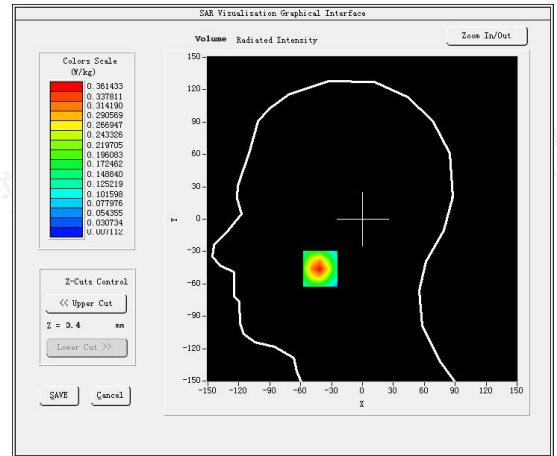 SAR Visualisation Graphical Interface
Volume Radiated Intensity
Zoom In/Out
Colors Scale
(W/kg)
0.361433
0.337811
0.314190
0.290569
0.266947
0.243326
0.219705
0.196083
0.172462
0.148840
0.125219
0.101598
0.077976
0.054355
0.030734
0.007112
Z-Cuts Control
<< Upper Cut
Z = 0.4 mm
Lower Cut >>
SAVE Cancel
150
120
90
60
30
0
-30
-60
-90
-120
-150
Y
-150 -120 -90 -60 -30 0 30 60 90 120 150
X